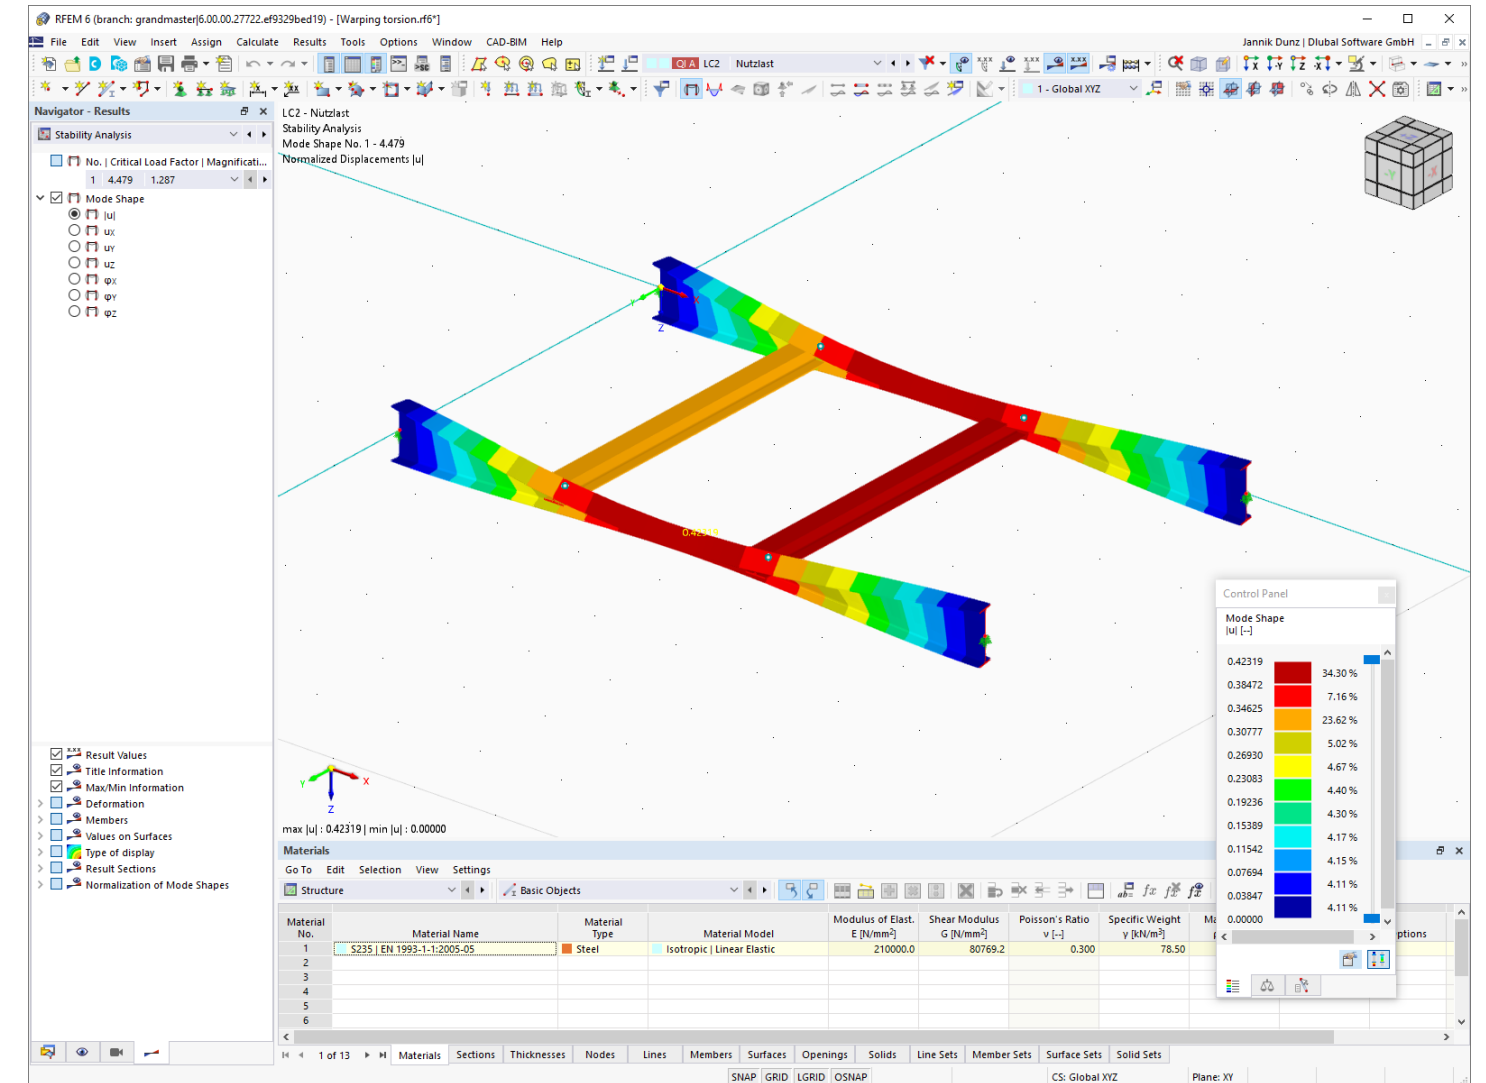 RFEM 6 (branch: grandmaster|6.00.00.27722.ef9329bed19) - [Warping torsion.rf6*]
File Edit View Insert Assign Calculate Results Tools Options Window CAD-BIM Help
Jannik Dunz | Dlubal Software GmbH
QI A LC2 Nutzlast
1 - Global XYZ
Navigator - Results
Stability Analysis
No. | Critical Load Factor | Magnificati...
1 4.479 1.287
Mode Shape
|u|
uX
uY
uZ
φX
φY
φZ
Result Values
Title Information
Max/Min Information
Deformation
Members
Values on Surfaces
Type of display
Result Sections
Normalization of Mode Shapes
LC2 - Nutzlast
Stability Analysis
Mode Shape No. 1 - 4.479
Normalized Displacements |u|
-Y
-X
X
Y
Z
0.42319
X
Y
Z
max |u| : 0.42319 | min |u| : 0.00000
Control Panel
Mode Shape
|u| [--]
0.42319
34.30 %
0.38472
7.16 %
0.34625
23.62 %
0.30777
5.02 %
0.26930
4.67 %
0.23083
4.40 %
0.19236
4.30 %
0.15389
4.17 %
0.11542
4.15 %
0.07694
4.11 %
0.03847
4.11 %
0.00000
Materials
Go To Edit Selection View Settings
Structure
Basic Objects
Material No. Material Name Material Type Material Model Modulus of Elast. E [N/mm²] Shear Modulus G [N/mm²] Poisson's Ratio ν [--] Specific Weight γ [kN/m³] Ma ptions
1 S235 | EN 1993-1-1:2005-05 Steel Isotropic | Linear Elastic 210000.0 80769.2 0.300 78.50
2
3
4
5
6
1 of 13 Materials Sections Thicknesses Nodes Lines Members Surfaces Openings Solids Line Sets Member Sets Surface Sets Solid Sets
SNAP GRID LGRID OSNAP CS: Global XYZ Plane: XY